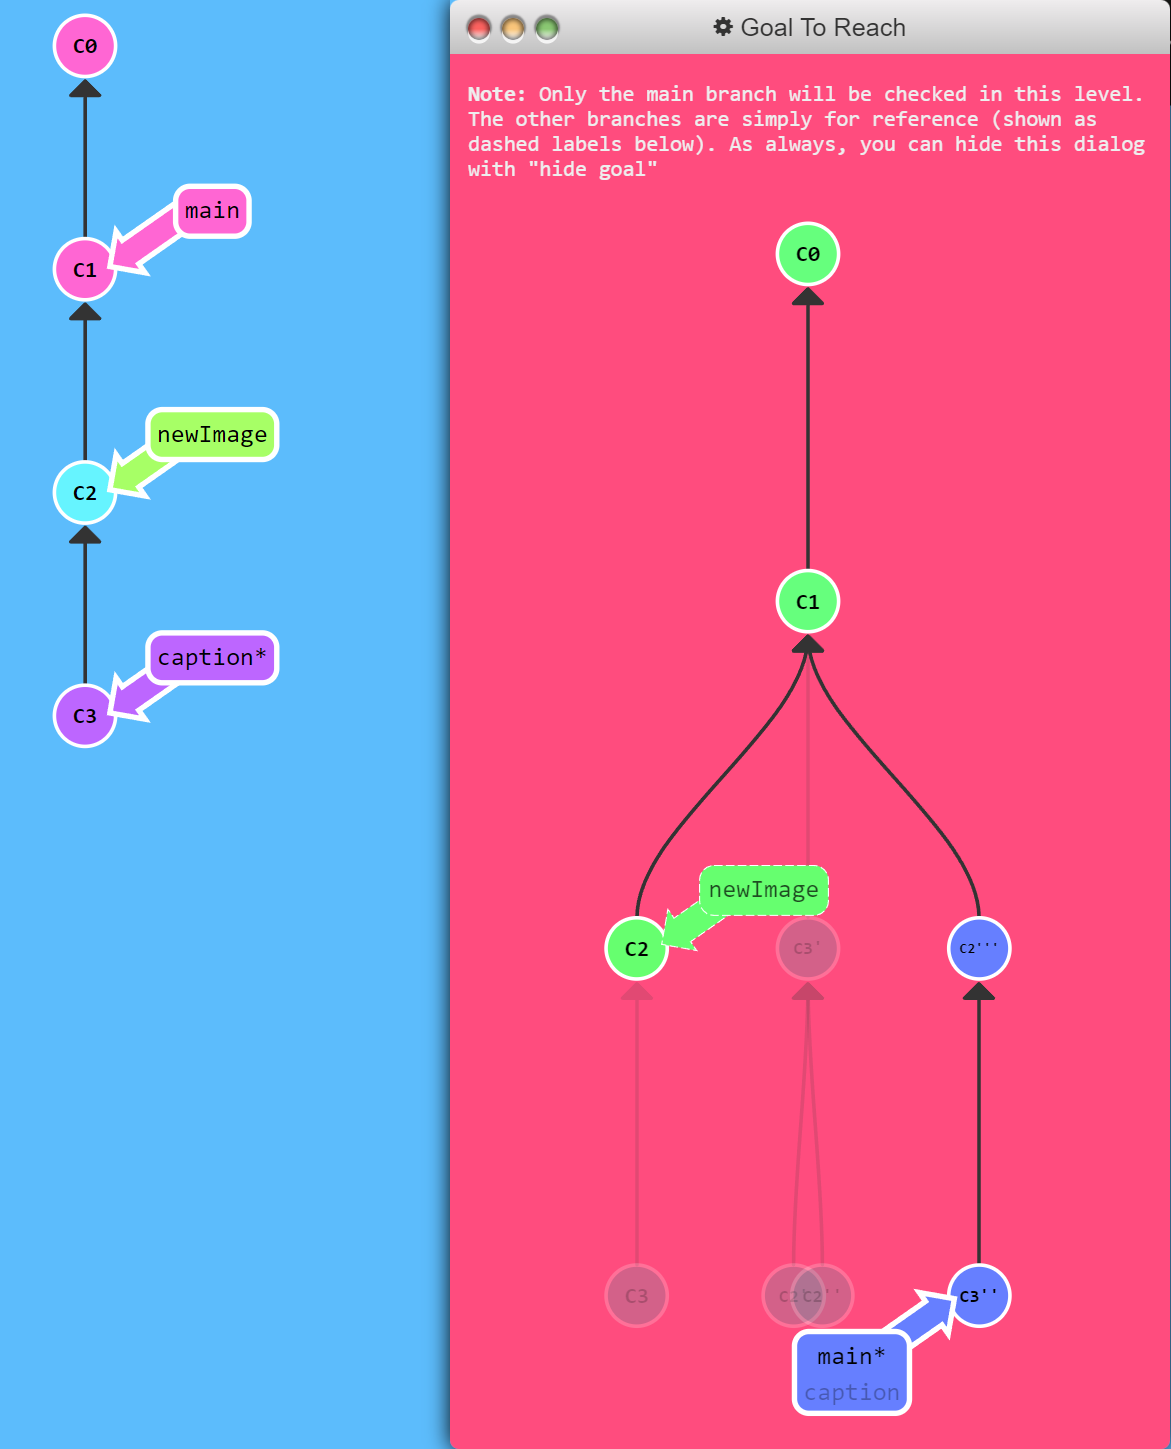 C0
main
C1
newImage
C2
caption*
C3
Goal To Reach
Note: Only the main branch will be checked in this level.
The other branches are simply for reference (shown as
dashed labels below). As always, you can hide this dialog
with "hide goal"
C0
C1
newImage
C2
C3'
C2'''
C3
C2'
C2''
C3''
main*
caption